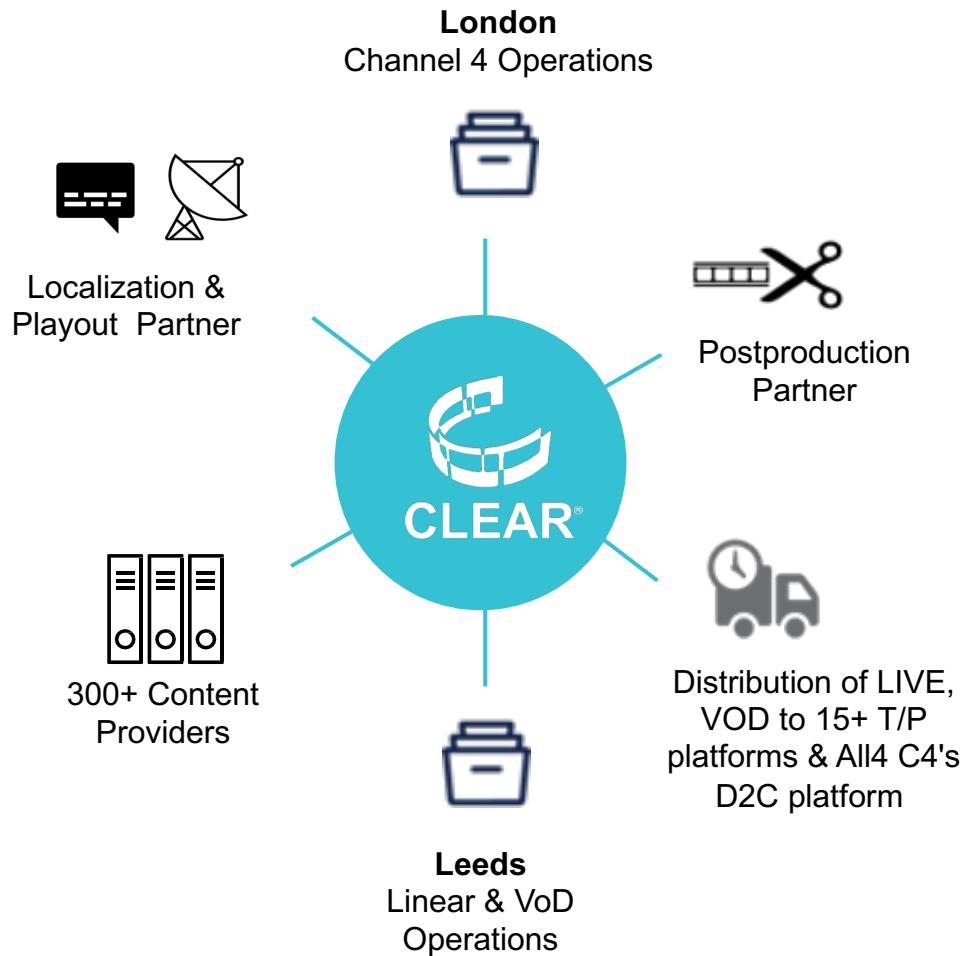 London
Channel 4 Operations
Localization &
Playout Partner
Postproduction
Partner
CLEAR®
300+ Content
Providers
Distribution of LIVE,
VOD to 15+ T/P
platforms & All4 C4's
D2C platform
Leeds
Linear & VoD
Operations